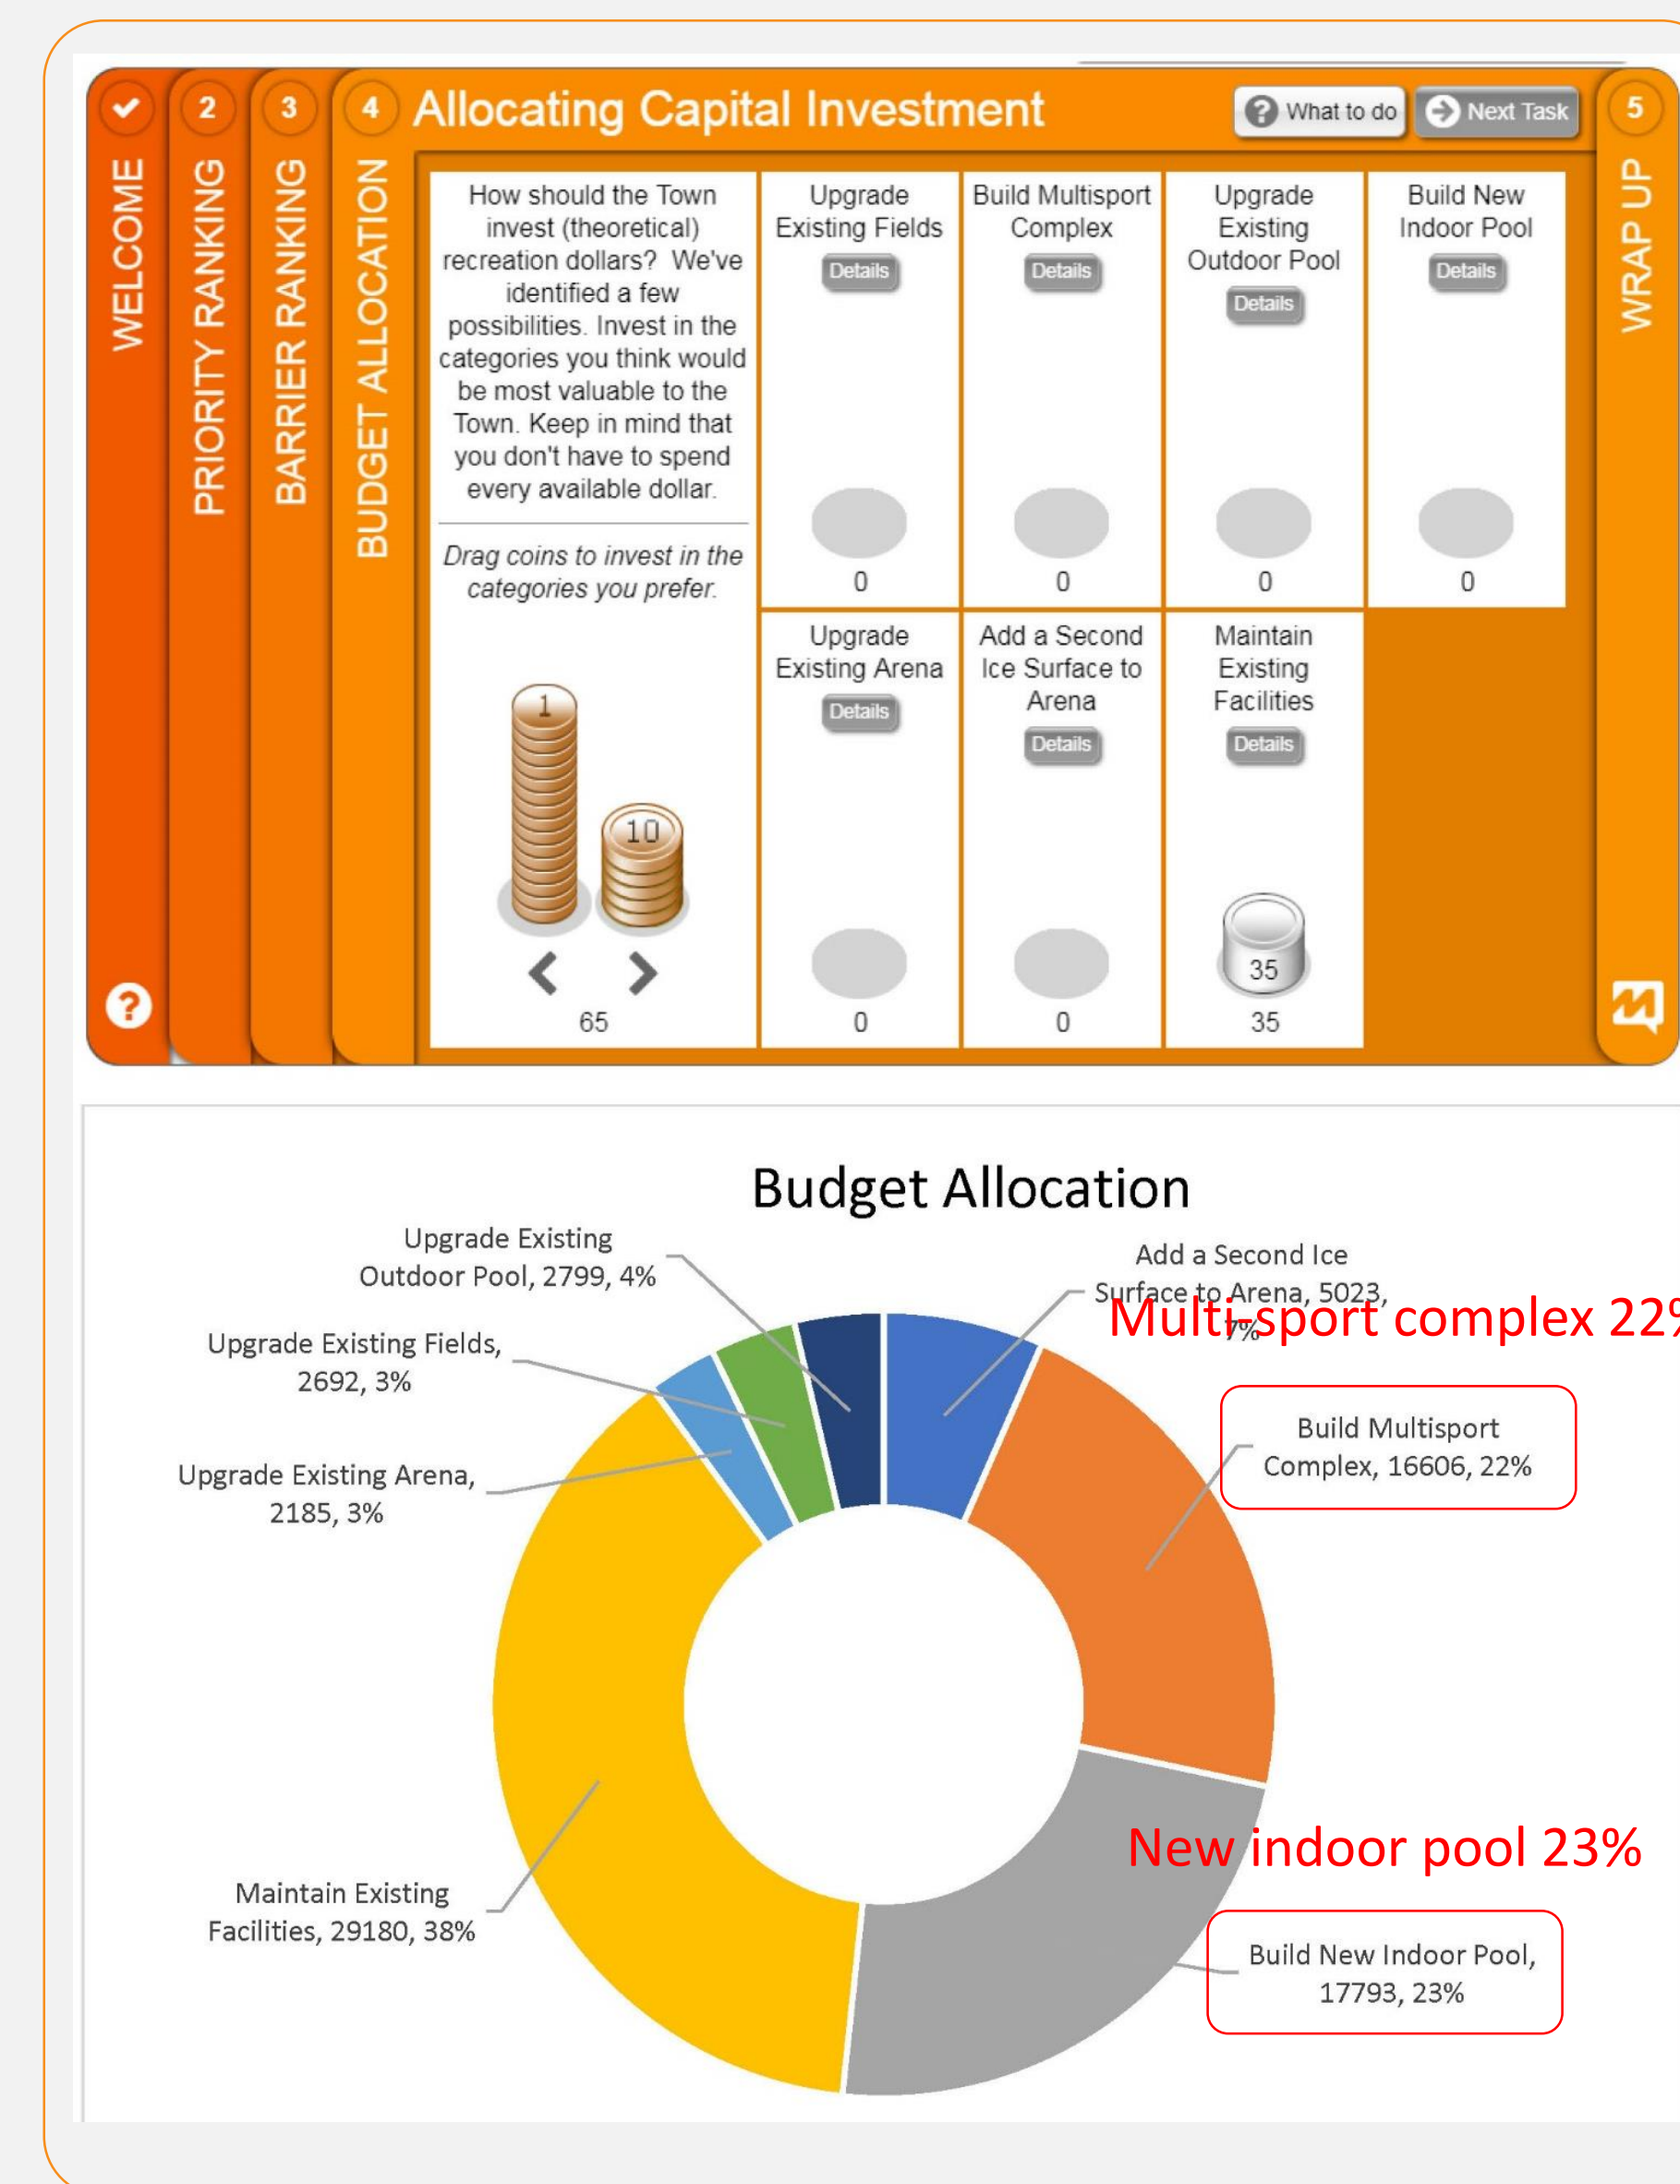 WELCOME
2
PRIORITY RANKING
3
BARRIER RANKING
4
BUDGET ALLOCATION
Allocating Capital Investment
? What to do
Next Task
5
WRAP UP
How should the Town
invest (theoretical)
recreation dollars? We've
identified a few
possibilities. Invest in the
categories you think would
be most valuable to the
Town. Keep in mind that
you don't have to spend
every available dollar.
Drag coins to invest in the
categories you prefer.
1
10
65
Upgrade
Existing Fields
Details
0
Build Multisport
Complex
Details
0
Upgrade
Existing
Outdoor Pool
Details
0
Build New
Indoor Pool
Details
0
Upgrade
Existing Arena
Details
0
Add a Second
Ice Surface to
Arena
Details
0
Maintain
Existing
Facilities
Details
35
35
?
Budget Allocation
Upgrade Existing
Outdoor Pool, 2799, 4%
Add a Second Ice
Surface to Arena, 5023,
7%
Multi-sport complex 22%
Upgrade Existing Fields,
2692, 3%
Build Multisport
Complex, 16606, 22%
Upgrade Existing Arena,
2185, 3%
New indoor pool 23%
Maintain Existing
Facilities, 29180, 38%
Build New Indoor Pool,
17793, 23%